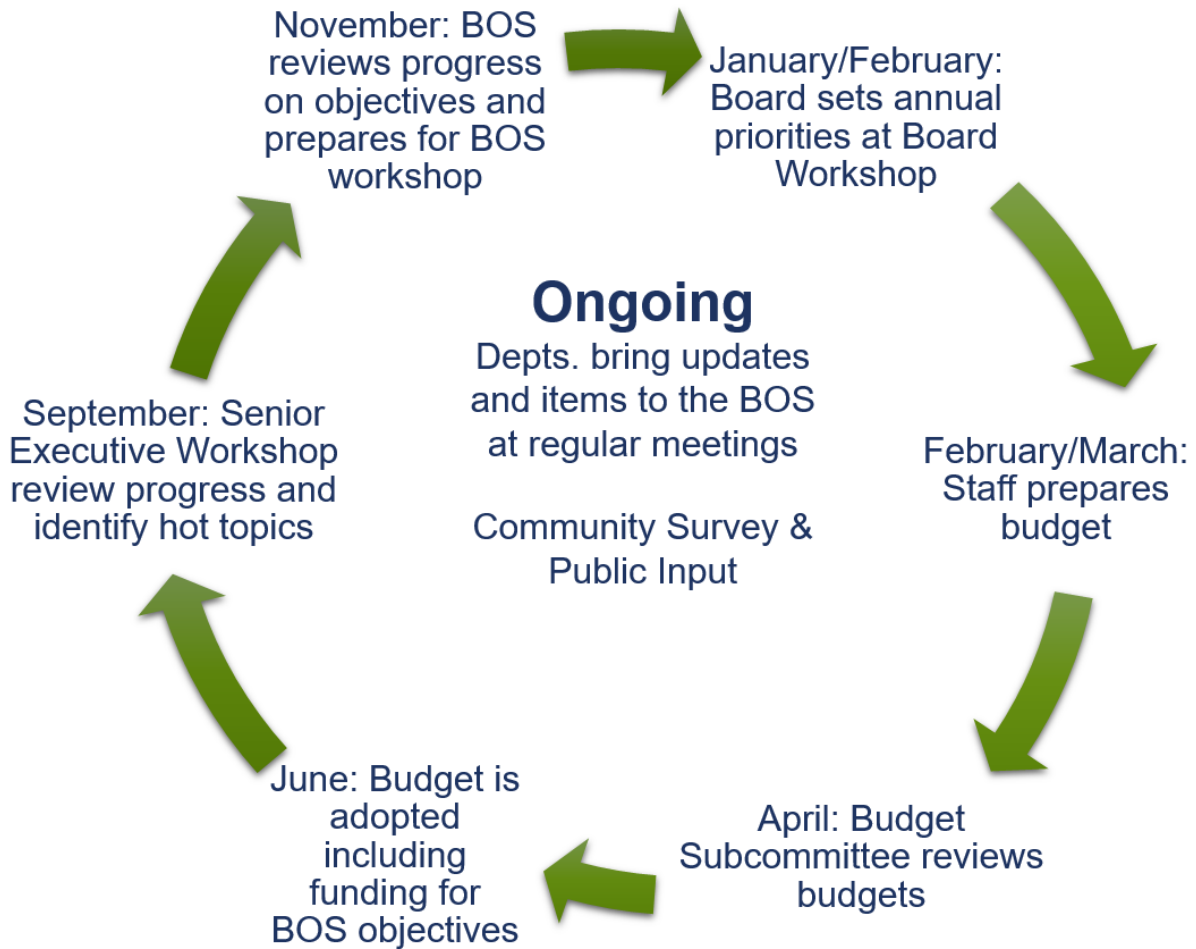 November: BOS
reviews progress
on objectives and
prepares for BOS
workshop
January/February:
Board sets annual
priorities at Board
Workshop
February/March:
Staff prepares
budget
April: Budget
Subcommittee reviews
budgets
June: Budget is
adopted
including
funding for
BOS objectives
September: Senior
Executive Workshop
review progress and
identify hot topics
Ongoing
Depts. bring updates
and items to the BOS
at regular meetings
Community Survey &
Public Input